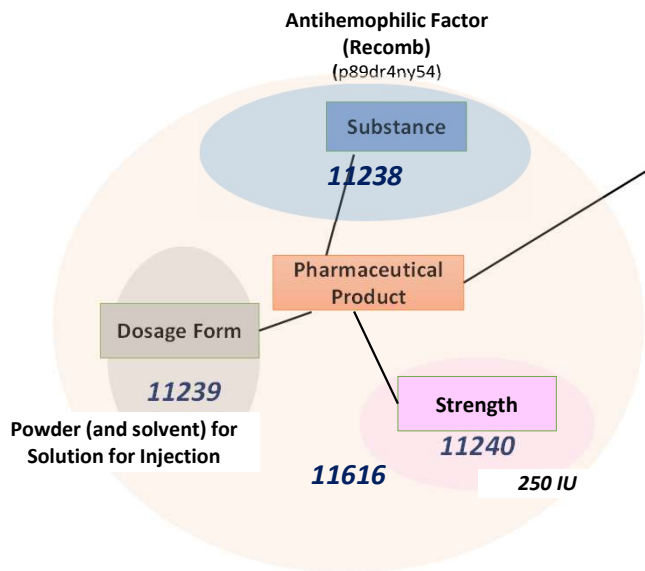 Antihemophilic Factor
(Recomb)
(p89dr4ny54)
Substance
11238
Pharmaceutical
Product
Dosage Form
11239
Powder (and solvent) for
Solution for Injection
Strength
11240
250 IU
11616